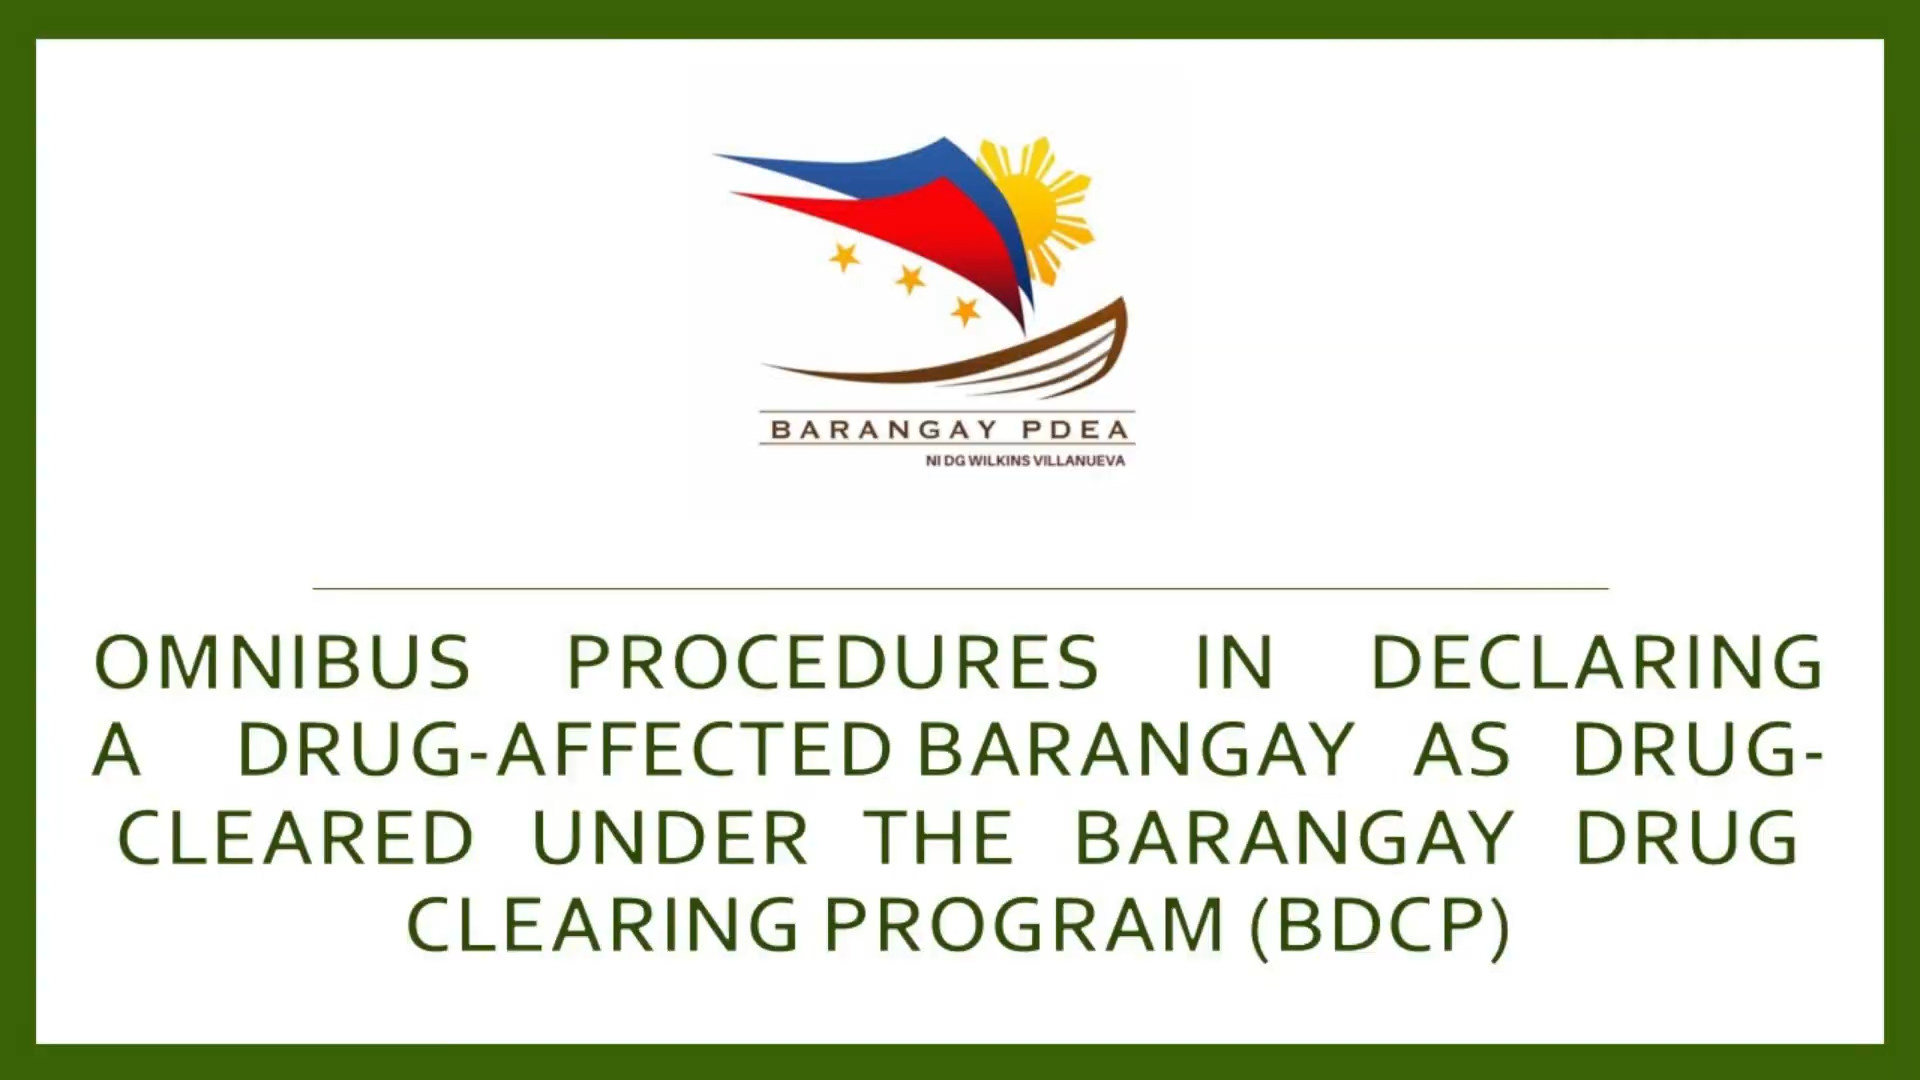 BARANGAY PDEA
NI DG WILKINS VILLANUEVA
OMNIBUS PROCEDURES IN DECLARING
A DRUG-AFFECTED BARANGAY AS DRUG-
CLEARED UNDER THE BARANGAY DRUG
CLEARING PROGRAM (BDCP)